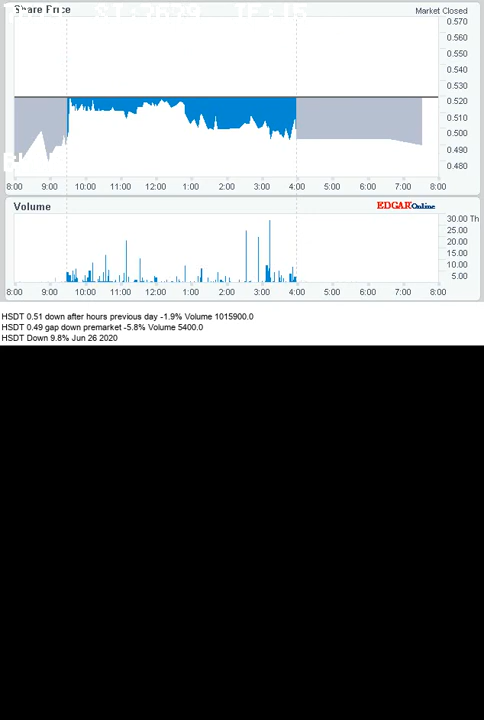 Share Price
Market Closed
0.570
0.560
0.550
0.540
0.530
0.520
0.510
0.500
0.490
0.480
8:00 9:00 10:00 11:00 12:00 1:00 2:00 3:00 4:00 5:00 6:00 7:00 8:00
Volume
EDGAR Online
30.00 Th
25.00
20.00
15.00
10.00
5.00
8:00 9:00 10:00 11:00 12:00 1:00 2:00 3:00 4:00 5:00 6:00 7:00 8:00
HSDT 0.51 down after hours previous day -1.9% Volume 1015900.0
HSDT 0.49 gap down premarket -5.8% Volume 5400.0
HSDT Down 9.8% Jun 26 2020